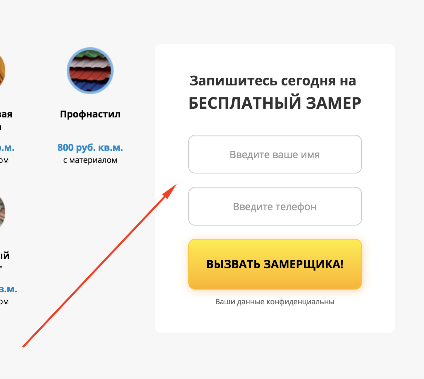 Запишитесь сегодня на
БЕСПЛАТНЫЙ ЗАМЕР
Профнастил
800 руб. кв.м.
с материалом
Введите ваше имя
Введите телефон
ВЫЗВАТЬ ЗАМЕРЩИКА!
Ваши данные конфиденциальны